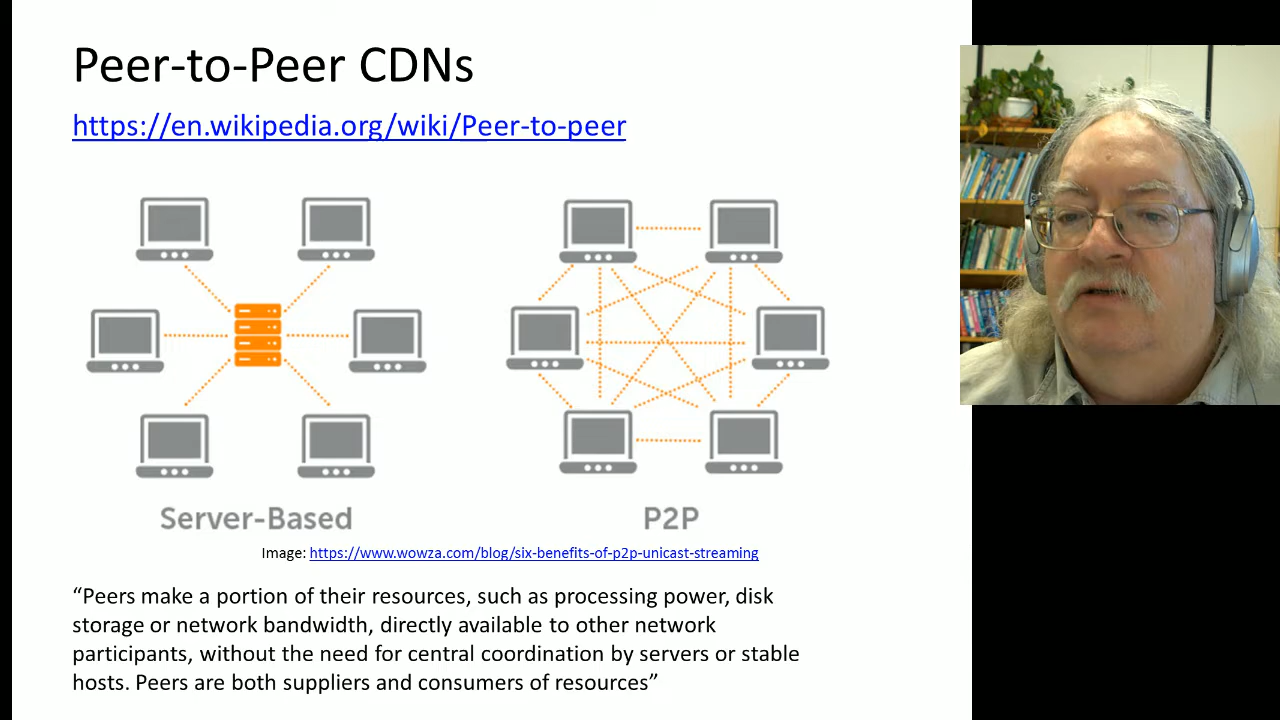 Peer-to-Peer CDNs
https://en.wikipedia.org/wiki/Peer-to-peer
Server-Based
P2P
Image: https://www.wowza.com/blog/six-benefits-of-p2p-unicast-streaming
“Peers make a portion of their resources, such as processing power, disk
storage or network bandwidth, directly available to other network
participants, without the need for central coordination by servers or stable
hosts. Peers are both suppliers and consumers of resources”